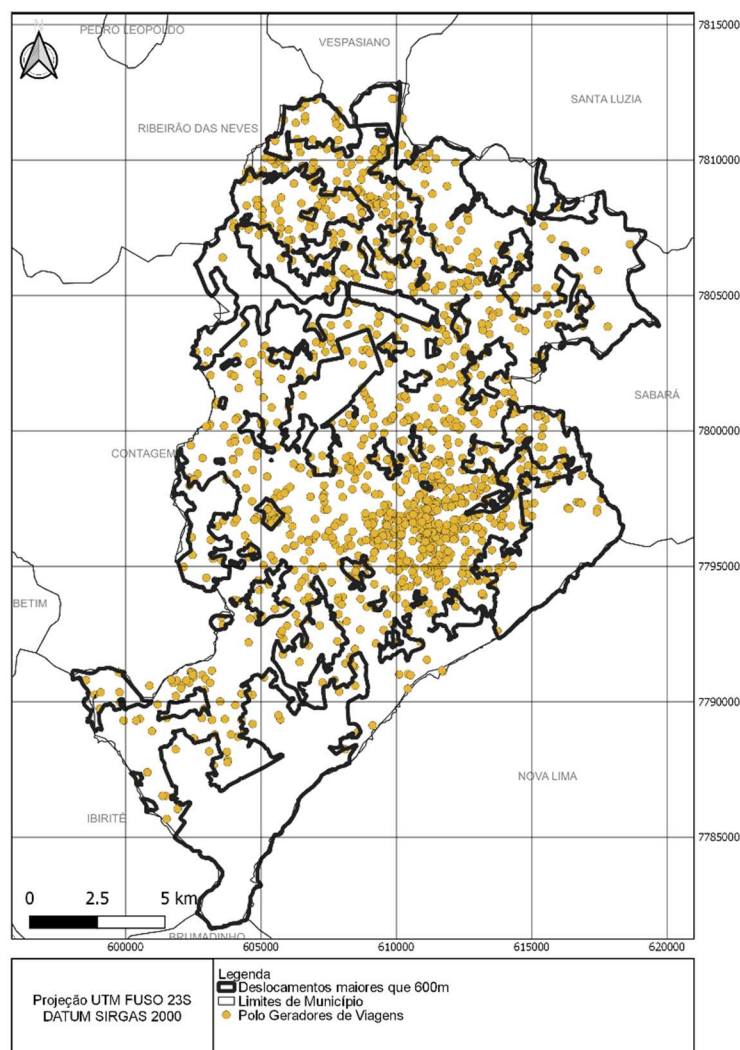 N
PEDRO LEOPOLDO
VESPASIANO
7815000
SANTA LUZIA
RIBEIRÃO DAS NEVES
7810000
7805000
SABARÁ
7800000
CONTAGEM
7795000
BETIM
7790000
NOVA LIMA
IBIRITÉ
7785000
0 2.5 5 km
BRUMADINHO
600000 605000 610000 615000 620000
Projeção UTM FUSO 23S
DATUM SIRGAS 2000
Legenda
Deslocamentos maiores que 600m
Limites de Município
Polo Geradores de Viagens